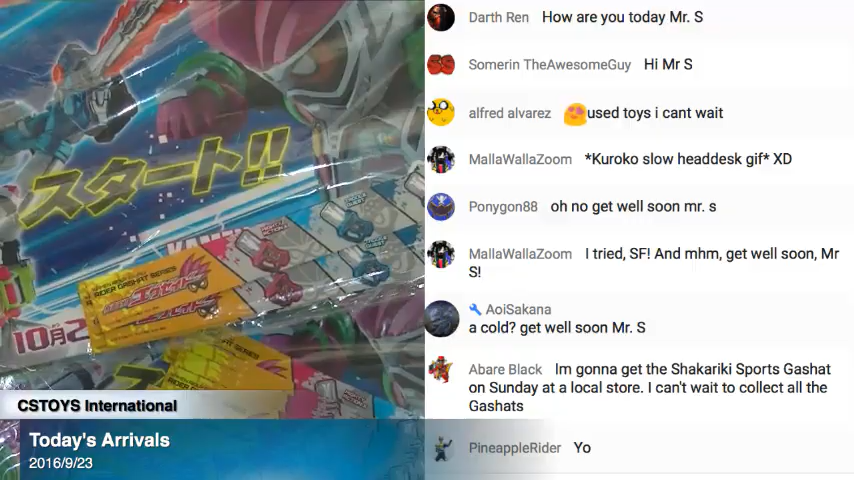 スタート!!
RIDER GASHAT SERIES
10月2
CSTOYS International
Today's Arrivals
2016/9/23
Darth Ren How are you today Mr. S
Somerin TheAwesomeGuy Hi Mr S
alfred alvarez 😍used toys i cant wait
MallaWallaZoom *Kuroko slow headdesk gif* XD
Ponygon88 oh no get well soon mr. s
MallaWallaZoom I tried, SF! And mhm, get well soon, Mr
S!
AoiSakana
a cold? get well soon Mr. S
Abare Black Im gonna get the Shakariki Sports Gashat
on Sunday at a local store. I can't wait to collect all the
Gashats
PineappleRider Yo